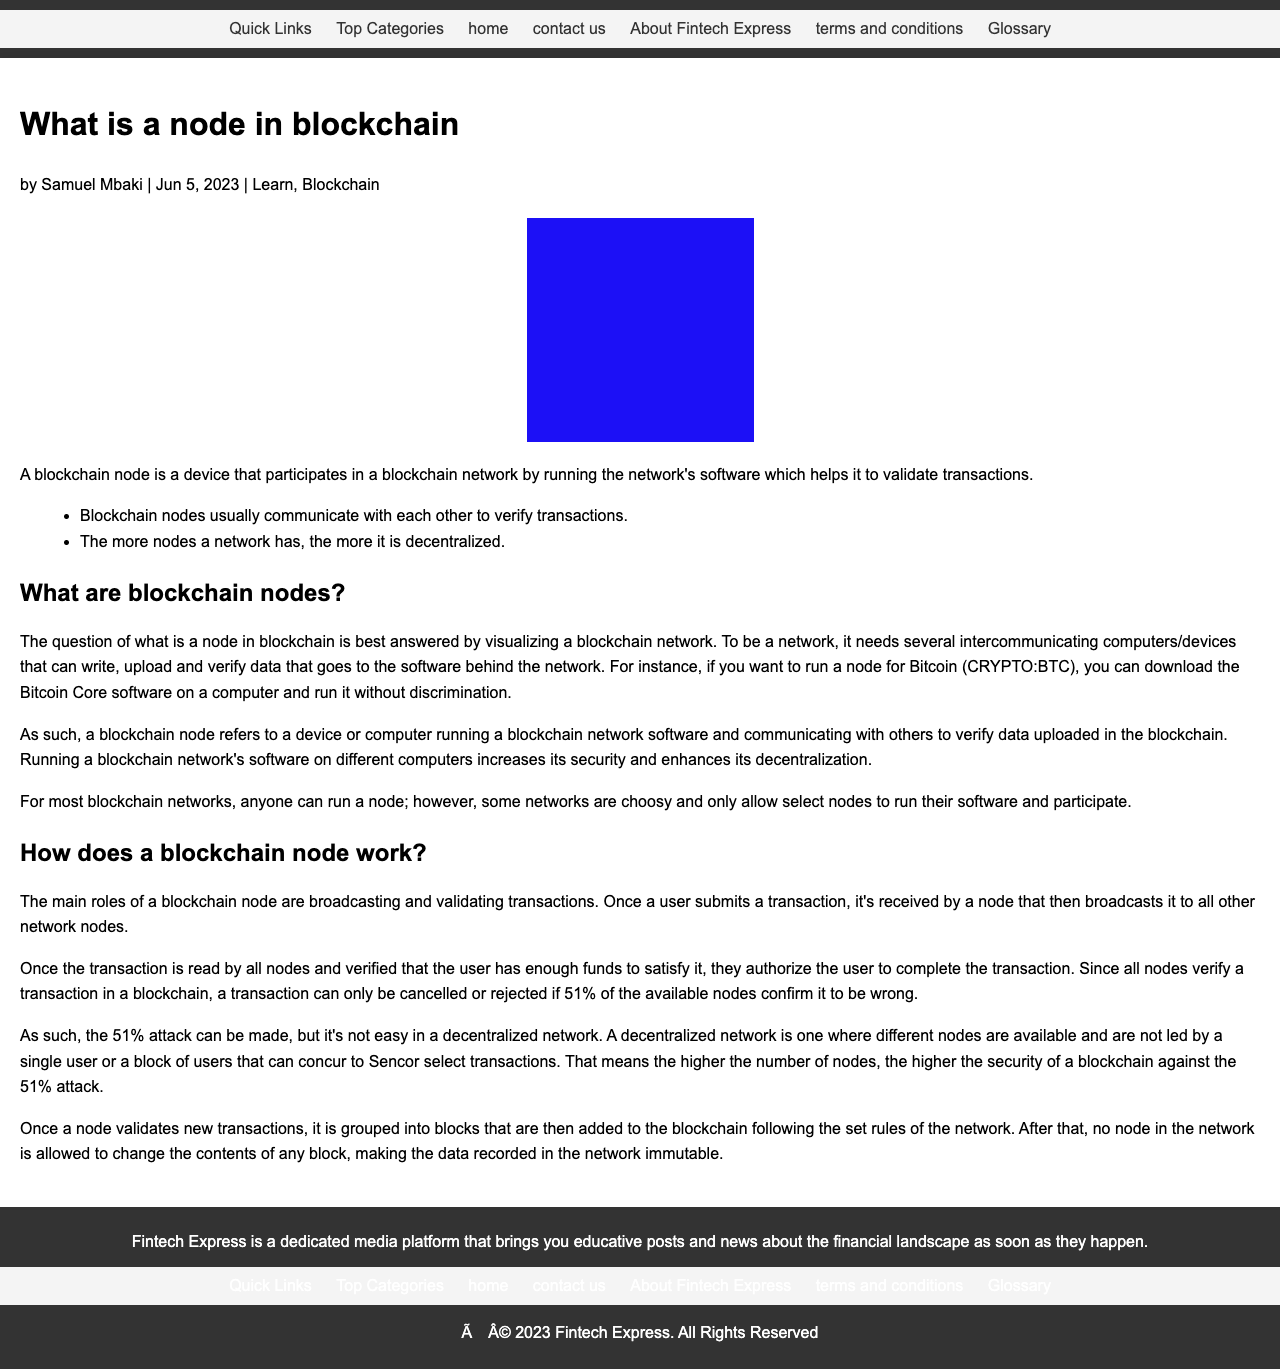 Quick Links Top Categories home contact us About Fintech Express terms and conditions Glossary
What is a node in blockchain
by Samuel Mbaki | Jun 5, 2023 | Learn, Blockchain
A blockchain node is a device that participates in a blockchain network by running the network's software which helps it to validate transactions.
• Blockchain nodes usually communicate with each other to verify transactions.
• The more nodes a network has, the more it is decentralized.
What are blockchain nodes?
The question of what is a node in blockchain is best answered by visualizing a blockchain network. To be a network, it needs several intercommunicating computers/devices
that can write, upload and verify data that goes to the software behind the network. For instance, if you want to run a node for Bitcoin (CRYPTO:BTC), you can download the
Bitcoin Core software on a computer and run it without discrimination.
As such, a blockchain node refers to a device or computer running a blockchain network software and communicating with others to verify data uploaded in the blockchain.
Running a blockchain network's software on different computers increases its security and enhances its decentralization.
For most blockchain networks, anyone can run a node; however, some networks are choosy and only allow select nodes to run their software and participate.
How does a blockchain node work?
The main roles of a blockchain node are broadcasting and validating transactions. Once a user submits a transaction, it's received by a node that then broadcasts it to all other
network nodes.
Once the transaction is read by all nodes and verified that the user has enough funds to satisfy it, they authorize the user to complete the transaction. Since all nodes verify a
transaction in a blockchain, a transaction can only be cancelled or rejected if 51% of the available nodes confirm it to be wrong.
As such, the 51% attack can be made, but it's not easy in a decentralized network. A decentralized network is one where different nodes are available and are not led by a
single user or a block of users that can concur to Sencor select transactions. That means the higher the number of nodes, the higher the security of a blockchain against the
51% attack.
Once a node validates new transactions, it is grouped into blocks that are then added to the blockchain following the set rules of the network. After that, no node in the network
is allowed to change the contents of any block, making the data recorded in the network immutable.
Fintech Express is a dedicated media platform that brings you educative posts and news about the financial landscape as soon as they happen.
Quick Links Top Categories home contact us About Fintech Express terms and conditions Glossary
Ã Â© 2023 Fintech Express. All Rights Reserved